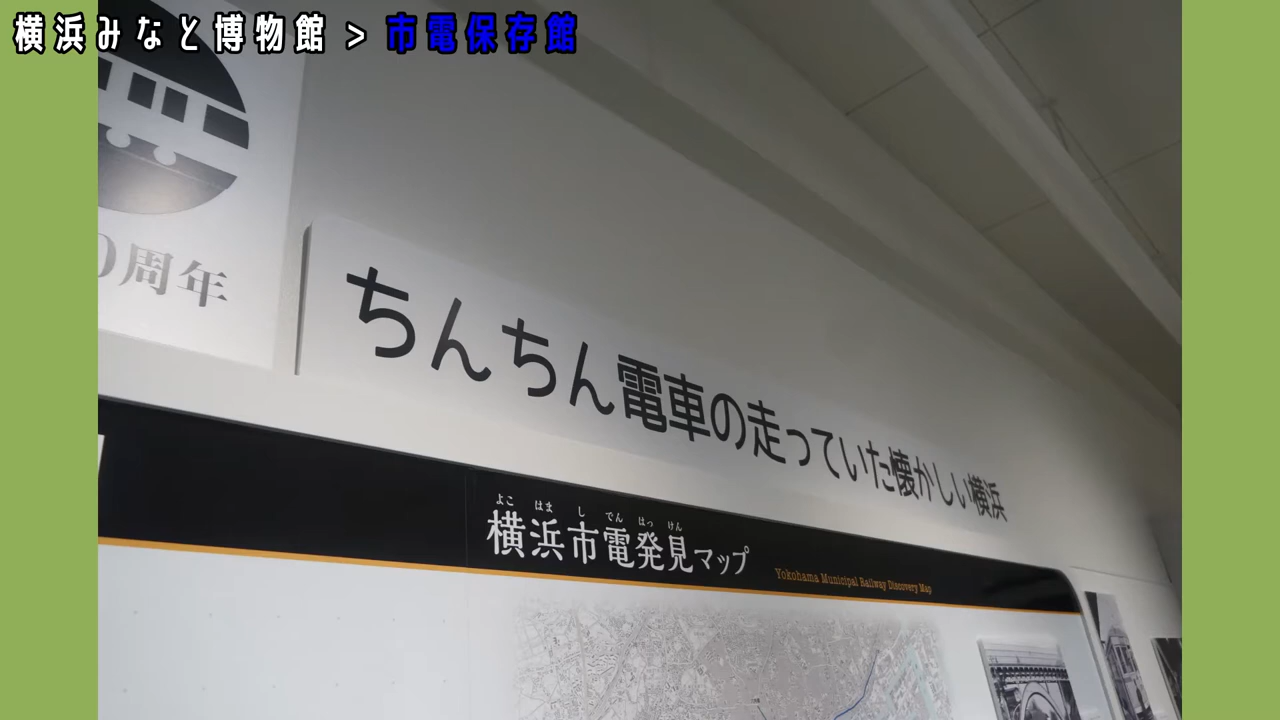 横浜みなと博物館 > 市電保存館
周年
ちんちん電車の走っていた懐かしい横浜
よこ はま し でん はっ けん
横浜市電発見マップ
Yokohama Municipal Railway Discovery Map